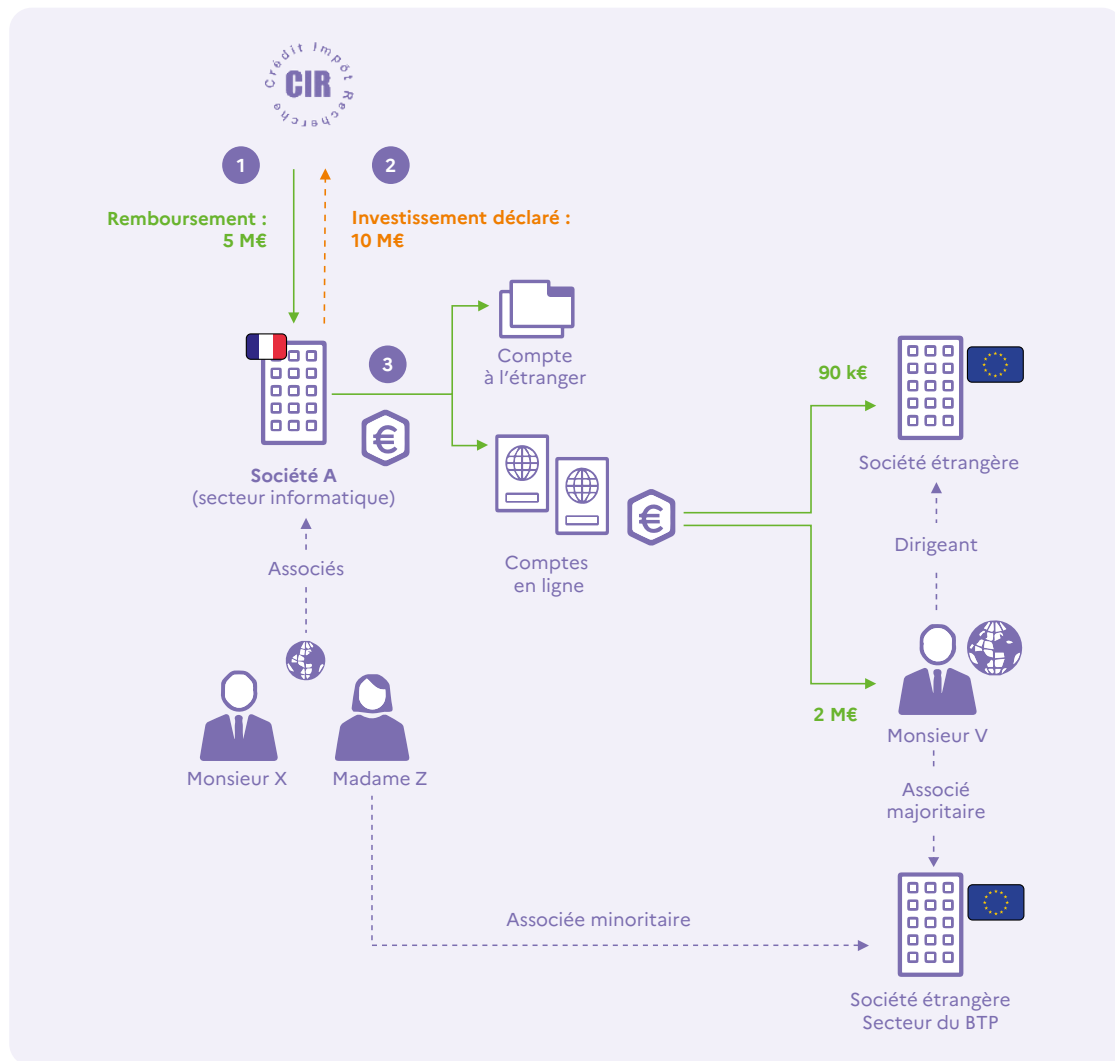 Crédit Impôt Recherche
CIR
1
2
Remboursement :
5 M€
Investissement déclaré :
10 M€
3
€
Compte
à l'étranger
90 k€
Société A
(secteur informatique)
Société étrangère
€
Associés
Comptes
en ligne
Dirigeant
2 M€
Monsieur V
Monsieur X
Madame Z
Associé
majoritaire
Associée minoritaire
Société étrangère
Secteur du BTP